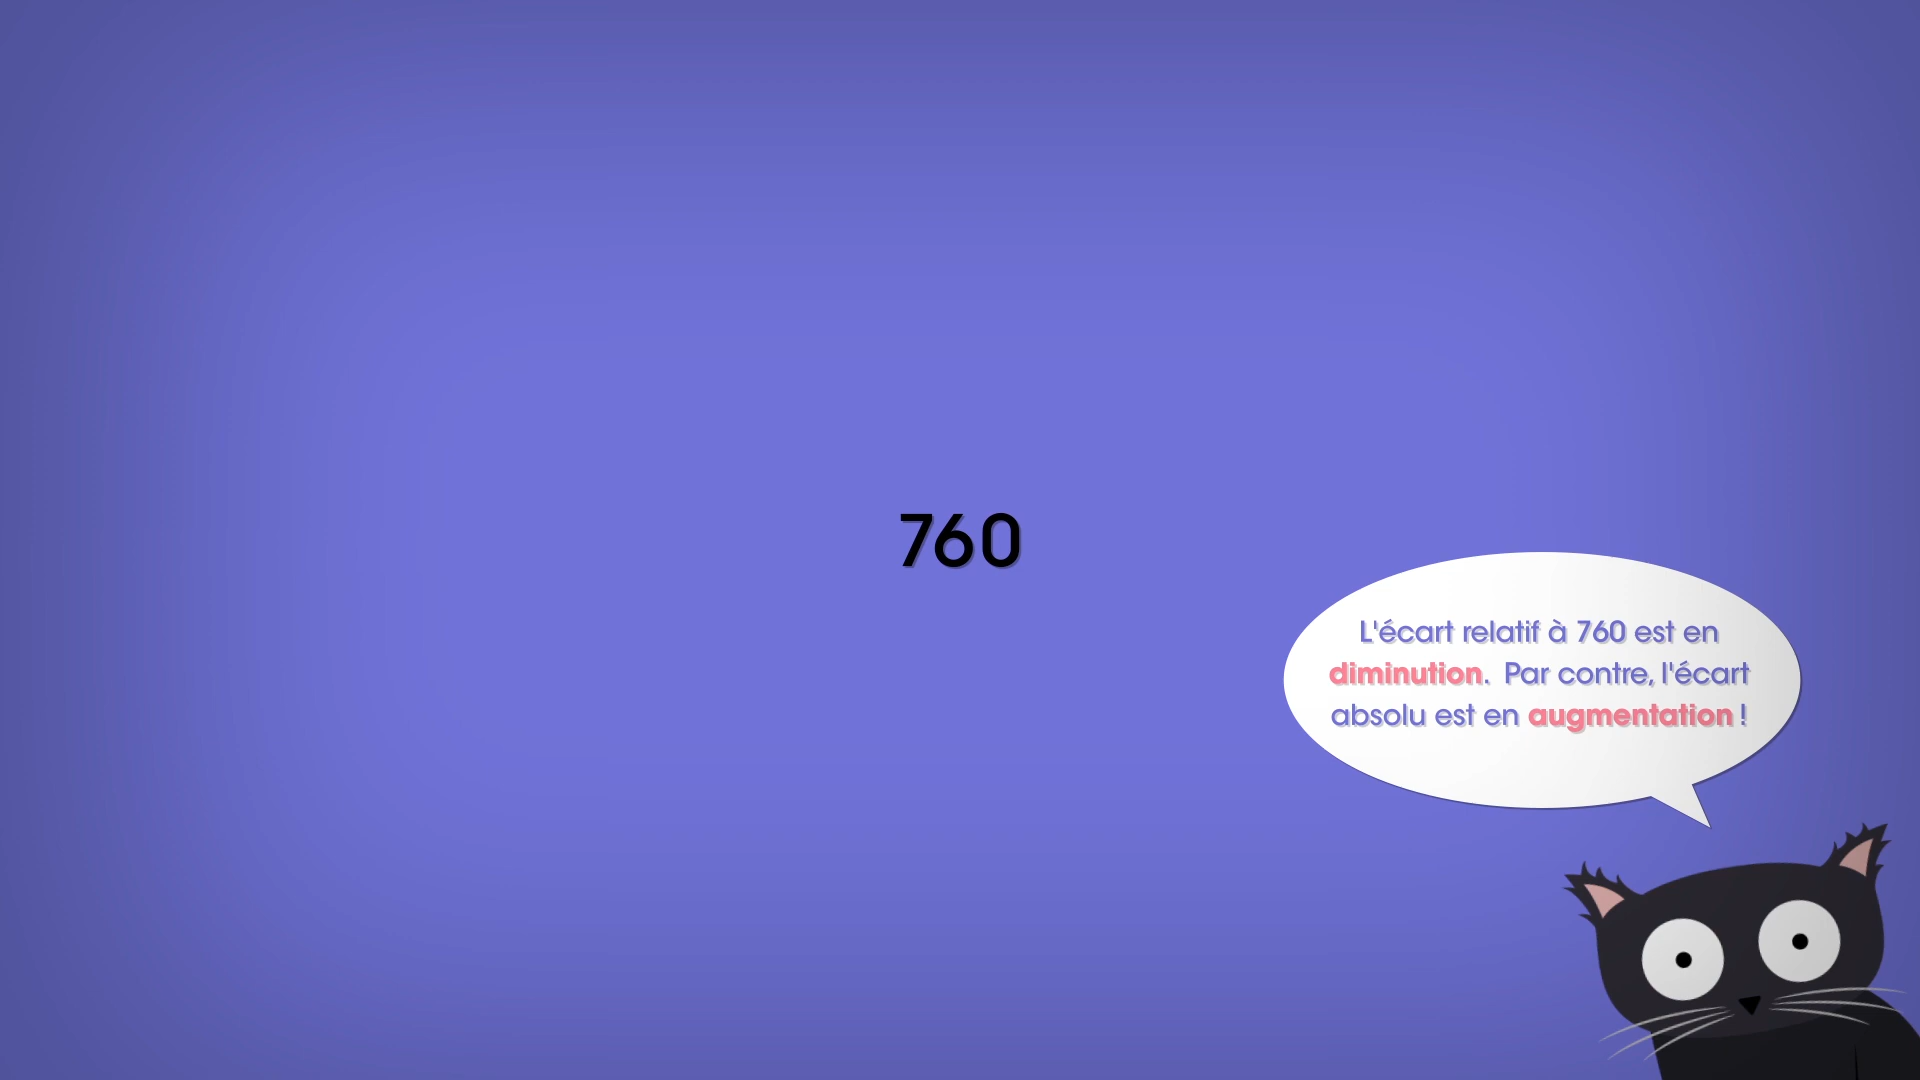 760
L'écart relatif à 760 est en
diminution. Par contre, l'écart
absolu est en augmentation !